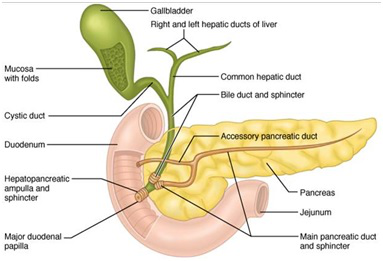 Gallbladder
Right and left hepatic ducts of liver
Mucosa
with folds
Common hepatic duct
Bile duct and sphincter
Cystic duct
Accessory pancreatic duct
Duodenum
Hepatopancreatic
ampulla and
sphincter
Pancreas
Jejunum
Major duodenal
papilla
Main pancreatic duct
and sphincter